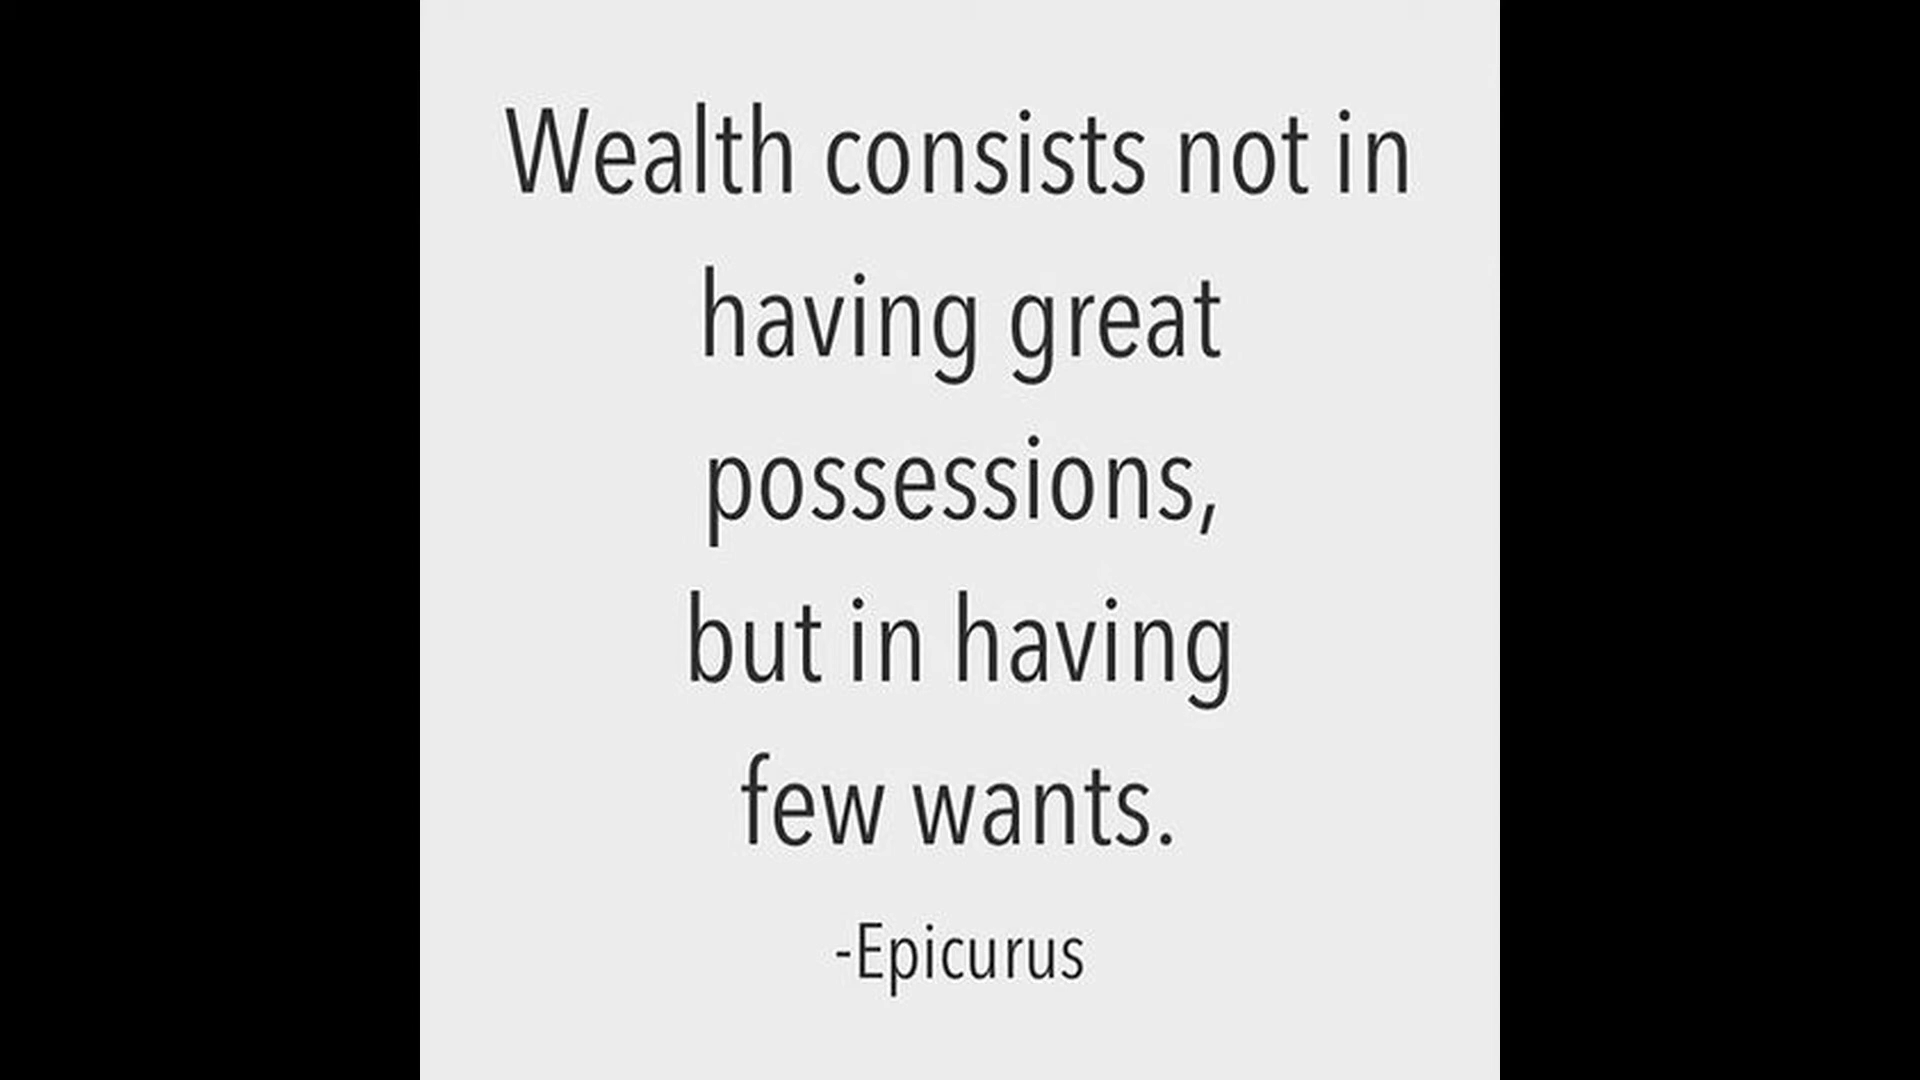 Wealth consists not in
having great
possessions,
but in having
few wants.
-Epicurus